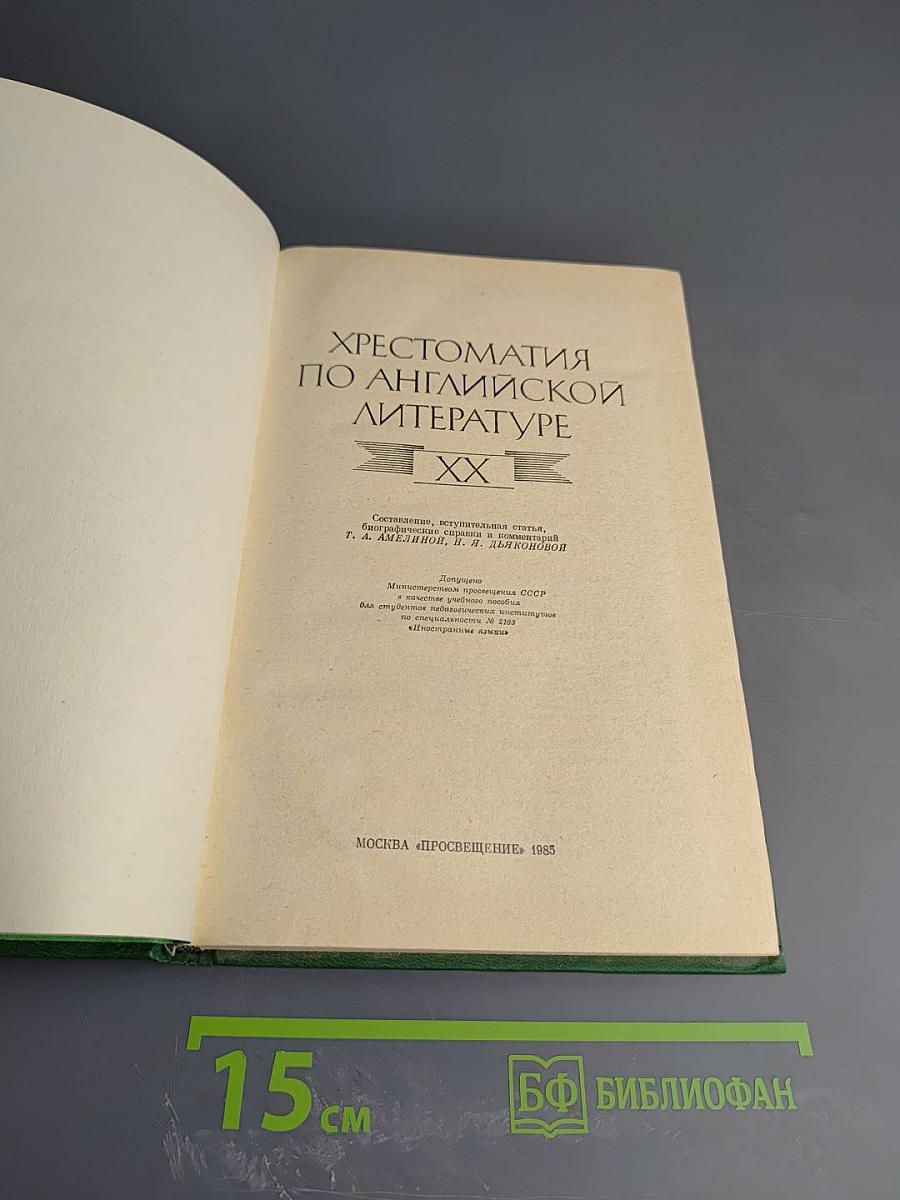 ХРЕСТОМАТИЯ
ПО АНГЛИЙСКОЙ
ЛИТЕРАТУРЕ
XX
Составление, вступительная статья,
биографические справки и комментарий
Т. А. АМЕЛИНОЙ, Н. Я. ДЬЯКОНОВОЙ
Допущено
Министерством просвещения СССР
в качестве учебного пособия
для студентов педагогических институтов
по специальности № 2103
«Иностранные языки»
МОСКВА «ПРОСВЕЩЕНИЕ» 1985
15 см
БФ БИБЛИОФАН